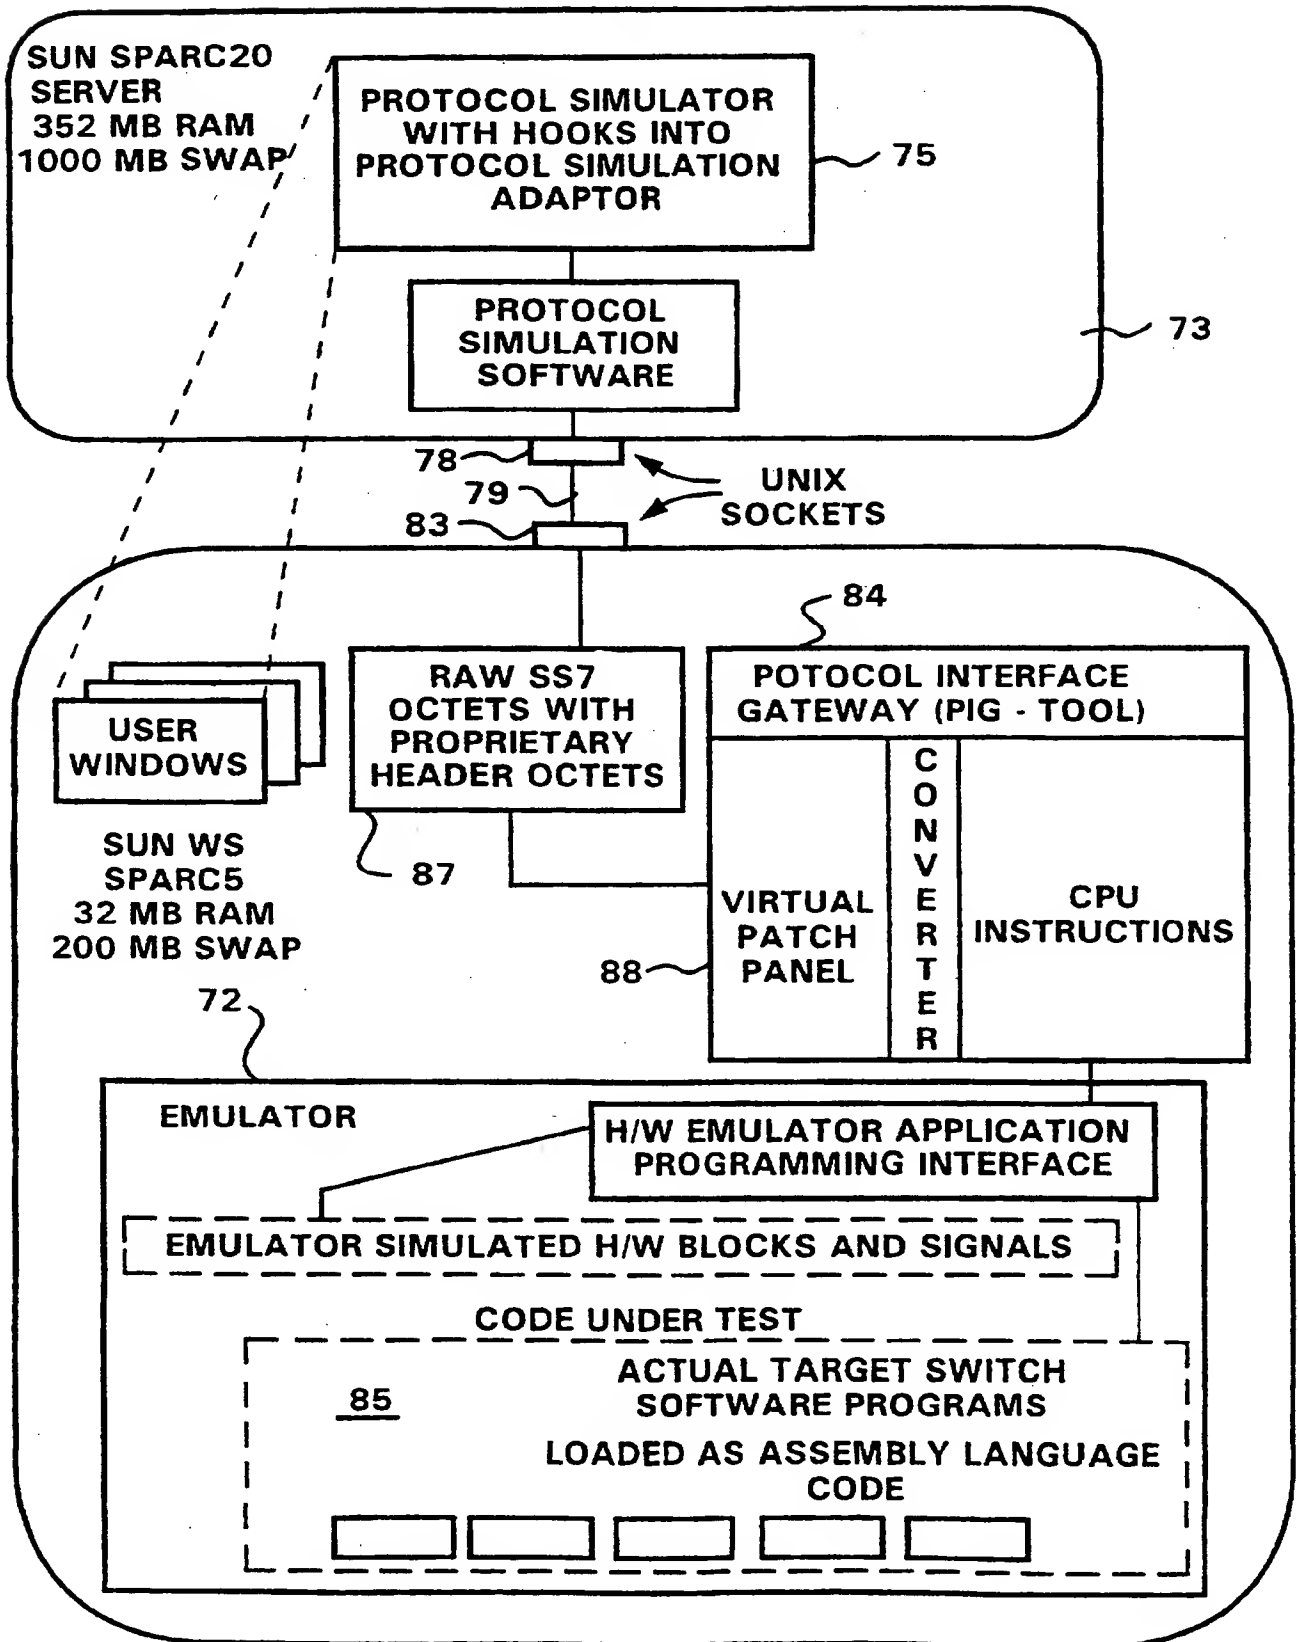 SUN SPARC20
SERVER
352 MB RAM
1000 MB SWAP
PROTOCOL SIMULATOR
WITH HOOKS INTO
PROTOCOL SIMULATION
ADAPTOR
75
PROTOCOL
SIMULATION
SOFTWARE
73
78
79
83
UNIX
SOCKETS
84
USER
WINDOWS
SUN WS
SPARC5
32 MB RAM
200 MB SWAP
RAW SS7
OCTETS WITH
PROPRIETARY
HEADER OCTETS
87
POTOCOL INTERFACE
GATEWAY (PIG - TOOL)
VIRTUAL
PATCH
PANEL
88
CONVERTER
CPU
INSTRUCTIONS
72
EMULATOR
H/W EMULATOR APPLICATION
PROGRAMMING INTERFACE
EMULATOR SIMULATED H/W BLOCKS AND SIGNALS
CODE UNDER TEST
85
ACTUAL TARGET SWITCH
SOFTWARE PROGRAMS
LOADED AS ASSEMBLY LANGUAGE
CODE